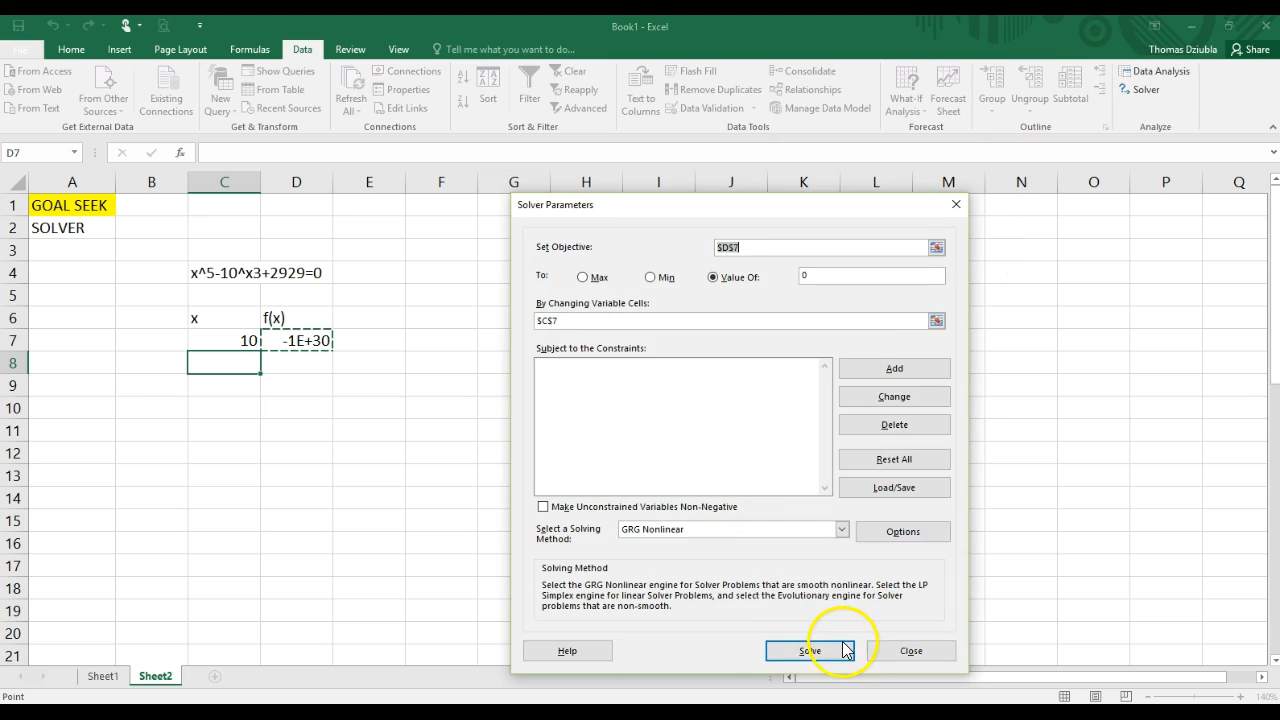 Book1 - Excel
File Home Insert Page Layout Formulas Data Review View Tell me what you want to do... Thomas Dziubla Share
From Access
From Web
From Text
From Other
Sources
Existing
Connections
Get External Data
New
Query
Show Queries
From Table
Recent Sources
Get & Transform
Refresh
All
Connections
Properties
Edit Links
Connections
Sort
Filter
Clear
Reapply
Advanced
Sort & Filter
Text to
Columns
Flash Fill
Remove Duplicates
Data Validation
Consolidate
Relationships
Manage Data Model
Data Tools
What-If
Analysis
Forecast
Sheet
Forecast
Group
Ungroup
Subtotal
Outline
Data Analysis
Solver
Analyze
D7 fx
A B C D E F G H I J K L M N O P Q
1 GOAL SEEK
2 SOLVER
3
4 x^5-10^x3+2929=0
5
6 x f(x)
7 10 -1E+30
8
9
10
11
12
13
14
15
16
17
18
19
20
21
Solver Parameters
Set Objective: $D$7
To: Max Min Value Of: 0
By Changing Variable Cells:
$C$7
Subject to the Constraints:
Add
Change
Delete
Reset All
Load/Save
Make Unconstrained Variables Non-Negative
Select a Solving
Method:
GRG Nonlinear
Options
Solving Method
Select the GRG Nonlinear engine for Solver Problems that are smooth nonlinear. Select the LP
Simplex engine for linear Solver Problems, and select the Evolutionary engine for Solver
problems that are non-smooth.
Help Solve Close
Sheet1 Sheet2
Point 140%